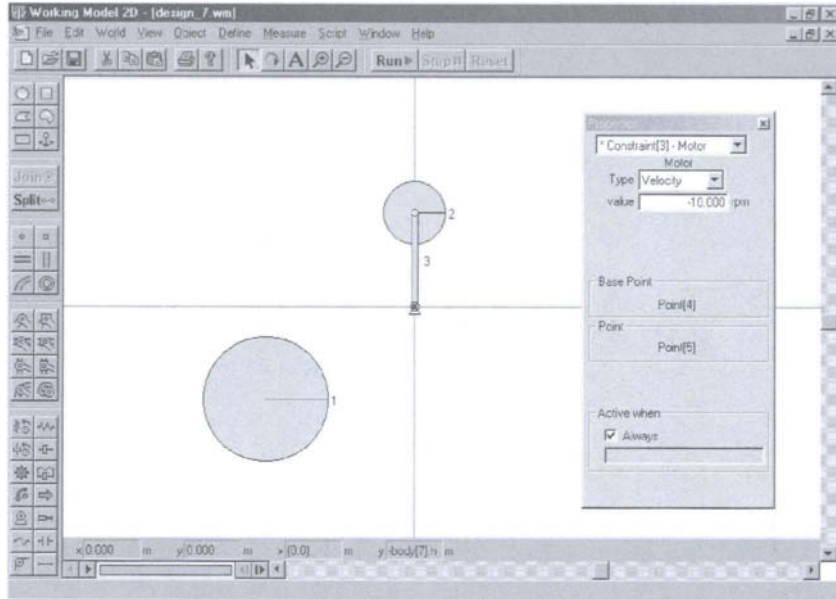 Working Model 2D - [design_7.wm]
File Edit World View Object Define Measure Script Window Help
A Run Stop Reset
Join
Split
Properties
* Constraint[3] - Motor
Motor
Type Velocity
value -10.000 rpm
Base Point
Point[4]
Point
Point[5]
Active when
Always
2
3
1
x 0.000 m y 0.000 m